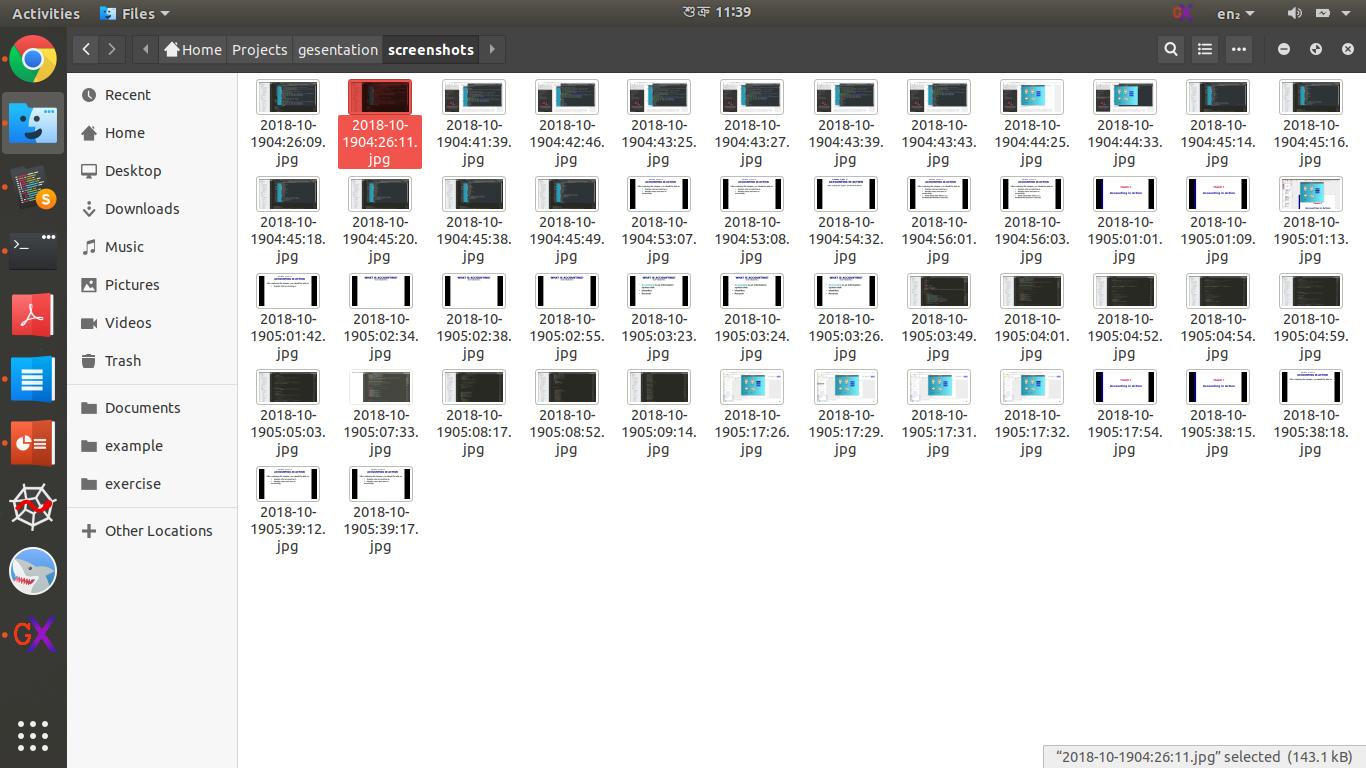 Activities
Files
শুক্র 11:39
en₂
Home
Projects
gesentation
screenshots
Recent
Home
Desktop
Downloads
Music
Pictures
Videos
Trash
Documents
example
exercise
Other Locations
2018-10-1904:26:09.jpg
2018-10-1904:26:11.jpg
2018-10-1904:41:39.jpg
2018-10-1904:42:46.jpg
2018-10-1904:43:25.jpg
2018-10-1904:43:27.jpg
2018-10-1904:43:39.jpg
2018-10-1904:43:43.jpg
2018-10-1904:44:25.jpg
2018-10-1904:44:33.jpg
2018-10-1904:45:14.jpg
2018-10-1904:45:16.jpg
2018-10-1904:45:18.jpg
2018-10-1904:45:20.jpg
2018-10-1904:45:38.jpg
2018-10-1904:45:49.jpg
2018-10-1904:53:07.jpg
2018-10-1904:53:08.jpg
2018-10-1904:54:32.jpg
2018-10-1904:56:01.jpg
2018-10-1904:56:03.jpg
2018-10-1905:01:01.jpg
2018-10-1905:01:09.jpg
2018-10-1905:01:13.jpg
2018-10-1905:01:42.jpg
2018-10-1905:02:34.jpg
2018-10-1905:02:38.jpg
2018-10-1905:02:55.jpg
2018-10-1905:03:23.jpg
2018-10-1905:03:24.jpg
2018-10-1905:03:26.jpg
2018-10-1905:03:49.jpg
2018-10-1905:04:01.jpg
2018-10-1905:04:52.jpg
2018-10-1905:04:54.jpg
2018-10-1905:04:59.jpg
2018-10-1905:05:03.jpg
2018-10-1905:07:33.jpg
2018-10-1905:08:17.jpg
2018-10-1905:08:52.jpg
2018-10-1905:09:14.jpg
2018-10-1905:17:26.jpg
2018-10-1905:17:29.jpg
2018-10-1905:17:31.jpg
2018-10-1905:17:32.jpg
2018-10-1905:17:54.jpg
2018-10-1905:38:15.jpg
2018-10-1905:38:18.jpg
2018-10-1905:39:12.jpg
2018-10-1905:39:17.jpg
“2018-10-1904:26:11.jpg” selected (143.1 kB)